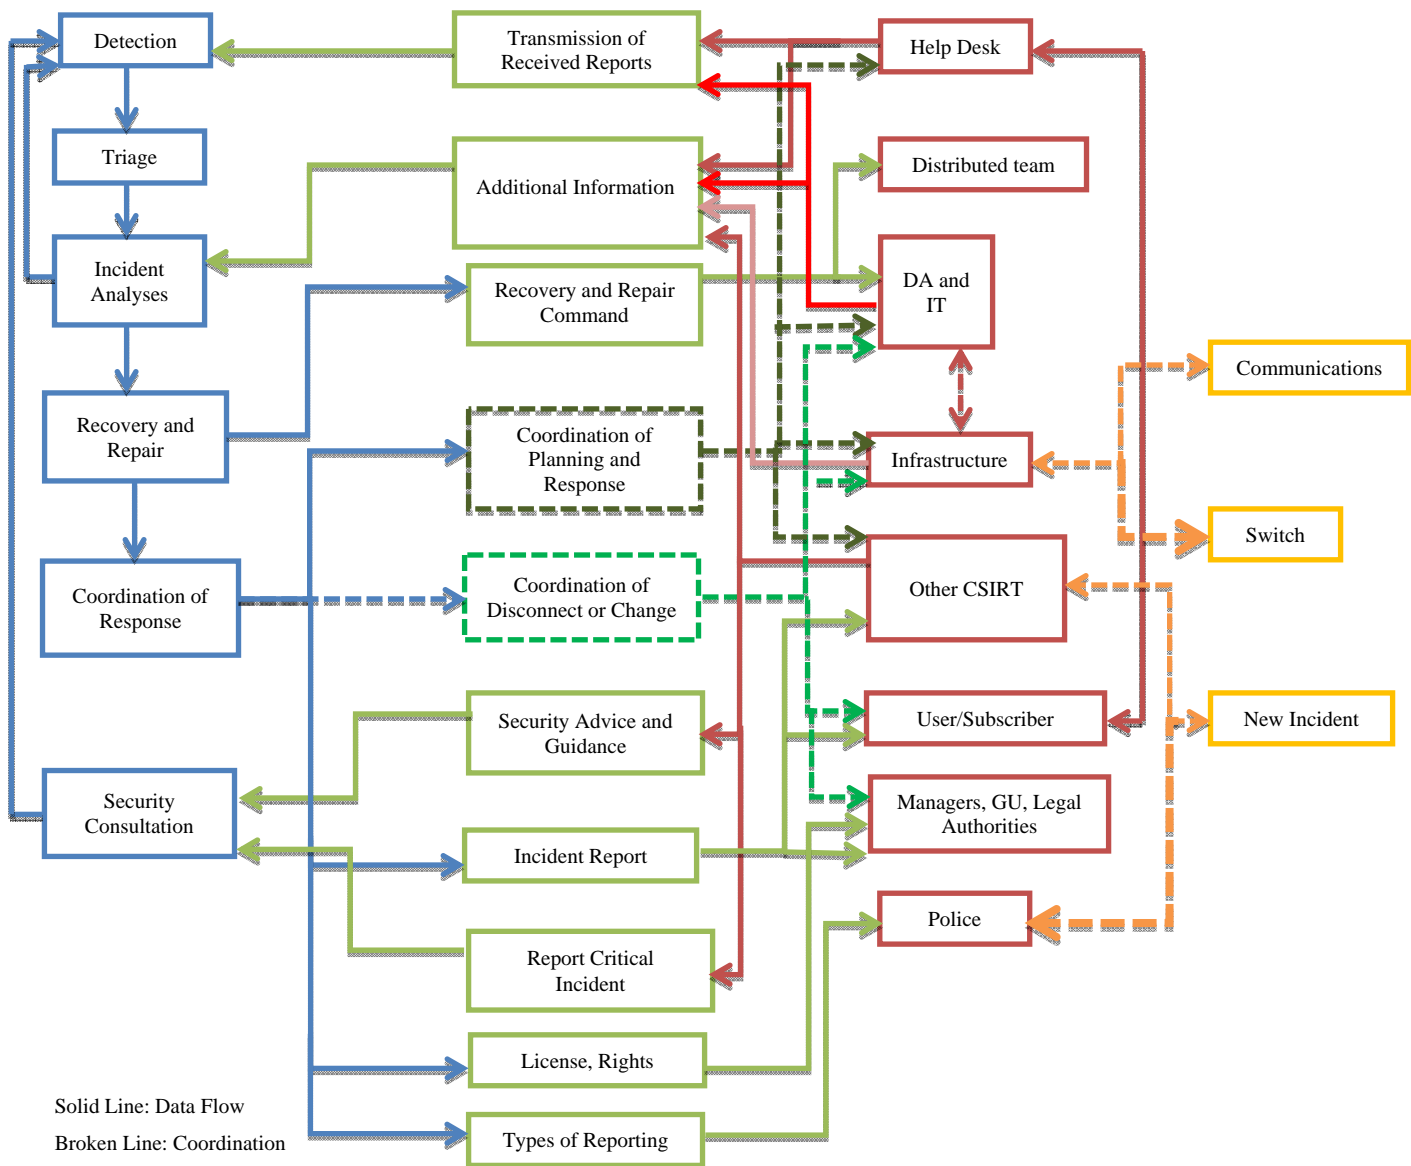 Detection
Transmission of
Received Reports
Help Desk
Triage
Additional Information
Distributed team
Incident
Analyses
Recovery and Repair
Command
DA and
IT
Communications
Recovery and
Repair
Coordination of
Planning and
Response
Infrastructure
Switch
Coordination of
Response
Coordination of
Disconnect or Change
Other CSIRT
Security Advice and
Guidance
User/Subscriber
New Incident
Security
Consultation
Managers, GU, Legal
Authorities
Incident Report
Police
Report Critical
Incident
License, Rights
Types of Reporting
Solid Line: Data Flow
Broken Line: Coordination